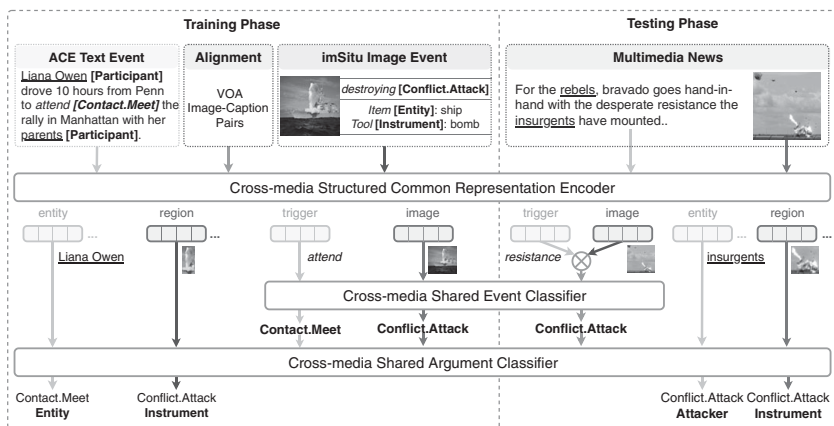 Training Phase
Testing Phase
ACE Text Event
Liana Owen [Participant]
drove 10 hours from Penn
to attend [Contact.Meet] the
rally in Manhattan with her
parents [Participant].
Alignment
VOA
Image-Caption
Pairs
imSitu Image Event
destroying [Conflict.Attack]
Item [Entity]: ship
Tool [Instrument]: bomb
Multimedia News
For the rebels, bravado goes hand-in-
hand with the desperate resistance the
insurgents have mounted..
Cross-media Structured Common Representation Encoder
entity region trigger image trigger image entity region
... ... ... ...
Liana Owen attend resistance insurgents
Cross-media Shared Event Classifier
Contact.Meet Conflict.Attack Conflict.Attack
Cross-media Shared Argument Classifier
Contact.Meet Conflict.Attack Conflict.Attack Conflict.Attack
Entity Instrument Attacker Instrument